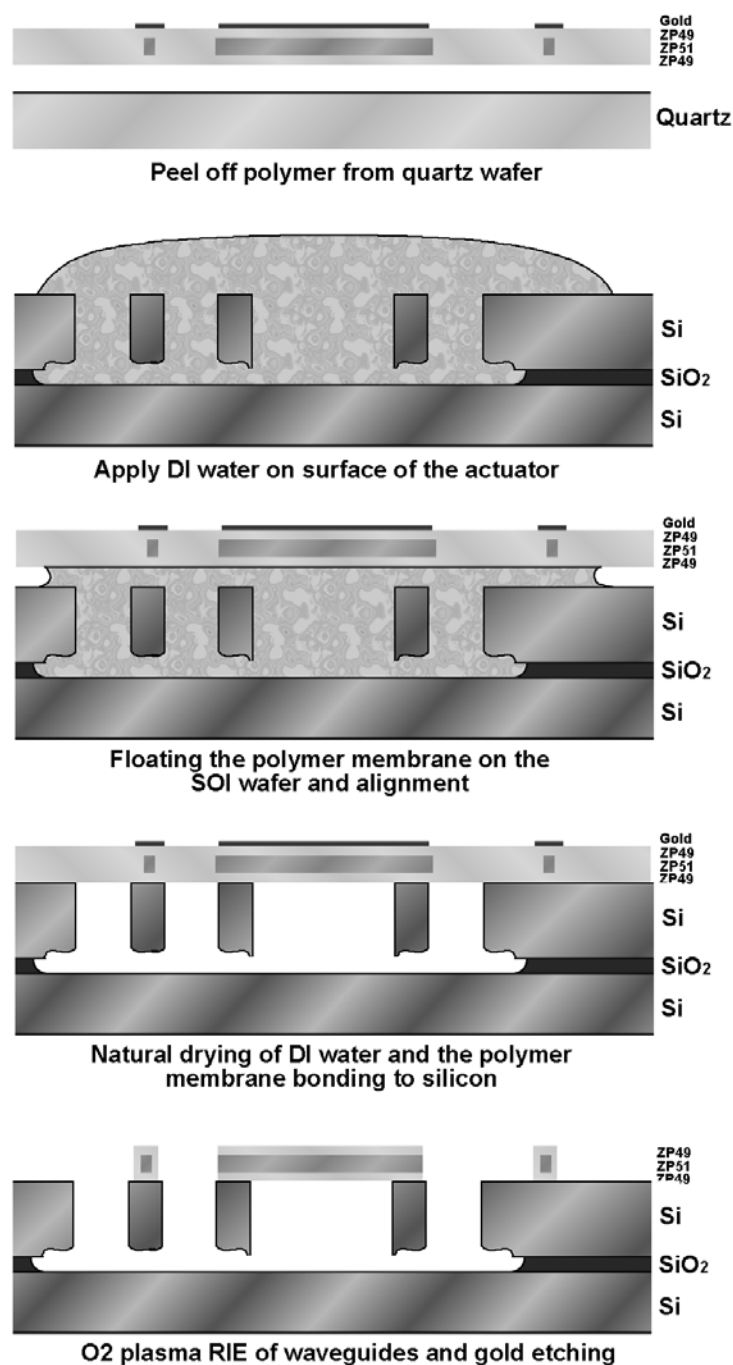 Gold
ZP49
ZP51
ZP49
Quartz
Peel off polymer from quartz wafer
Si
SiO2
Si
Apply DI water on surface of the actuator
Gold
ZP49
ZP51
ZP49
Si
SiO2
Si
Floating the polymer membrane on the
SOI wafer and alignment
Gold
ZP49
ZP51
ZP49
Si
SiO2
Si
Natural drying of DI water and the polymer
membrane bonding to silicon
ZP49
ZP51
ZP49
Si
SiO2
Si
O2 plasma RIE of waveguides and gold etching